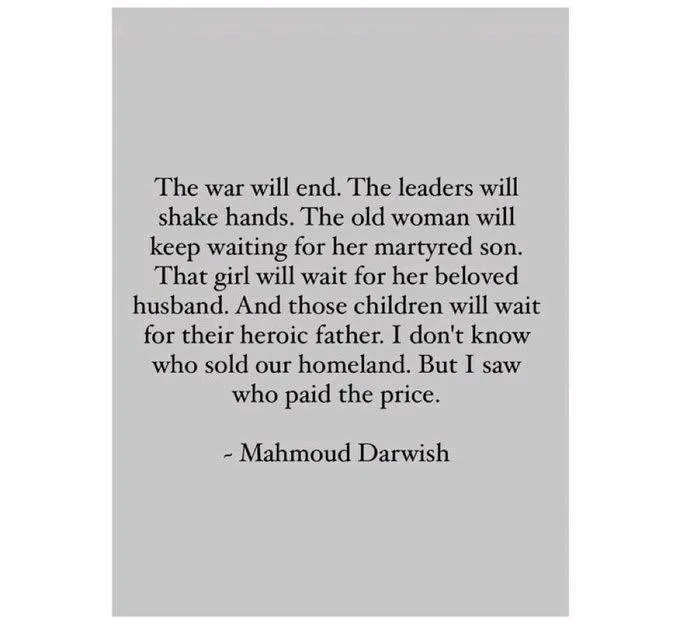 The war will end. The leaders will
shake hands. The old woman will
keep waiting for her martyred son.
That girl will wait for her beloved
husband. And those children will wait
for their heroic father. I don't know
who sold our homeland. But I saw
who paid the price.
~ Mahmoud Darwish